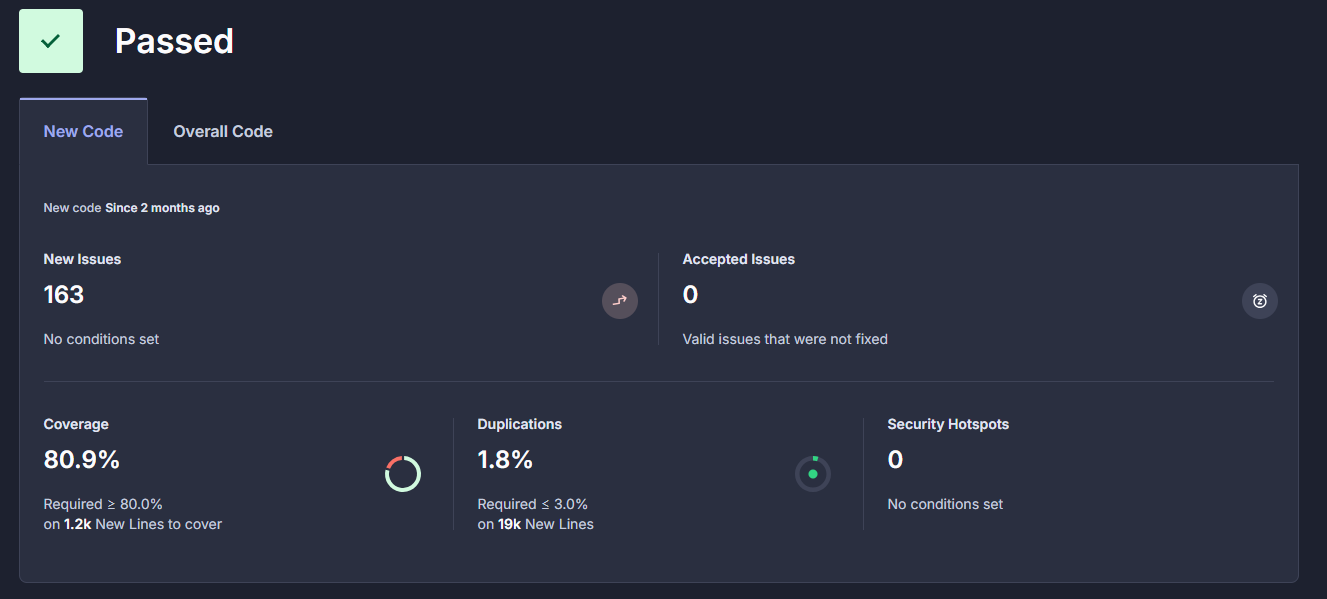 Passed
New Code
Overall Code
New code Since 2 months ago
New Issues
163
No conditions set
Accepted Issues
0
Valid issues that were not fixed
Coverage
80.9%
Required ≥ 80.0%
on 1.2k New Lines to cover
Duplications
1.8%
Required ≤ 3.0%
on 19k New Lines
Security Hotspots
0
No conditions set